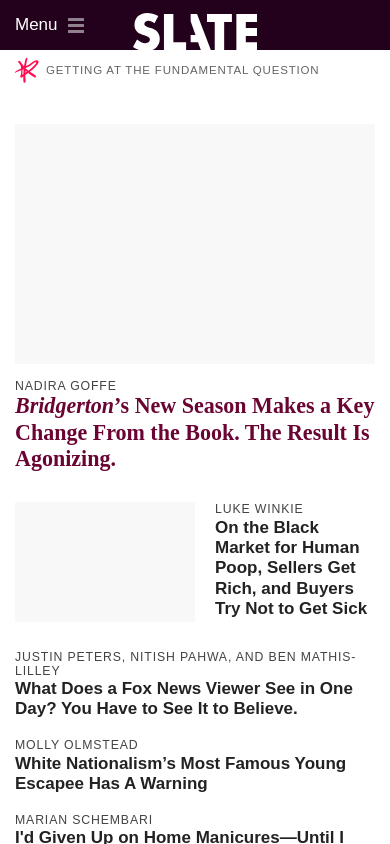 Menu
SLATE
GETTING AT THE FUNDAMENTAL QUESTION
NADIRA GOFFE
Bridgerton’s New Season Makes a Key
Change From the Book. The Result Is
Agonizing.
LUKE WINKIE
On the Black
Market for Human
Poop, Sellers Get
Rich, and Buyers
Try Not to Get Sick
JUSTIN PETERS, NITISH PAHWA, AND BEN MATHIS-
LILLEY
What Does a Fox News Viewer See in One
Day? You Have to See It to Believe.
MOLLY OLMSTEAD
White Nationalism’s Most Famous Young
Escapee Has A Warning
MARIAN SCHEMBARI
I'd Given Up on Home Manicures—Until I